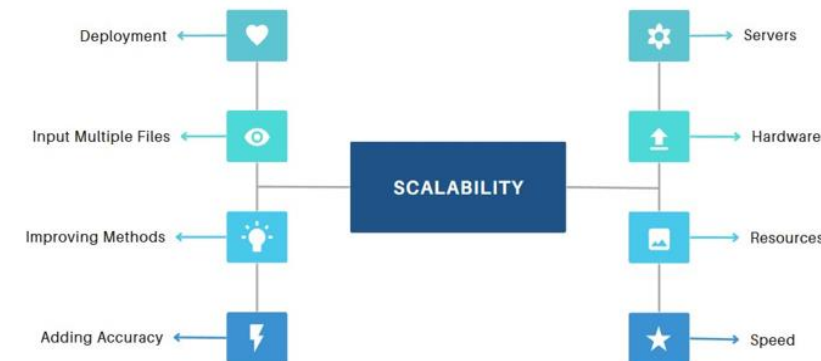 Deployment
Servers
Input Multiple Files
Hardware
SCALABILITY
Improving Methods
Resources
Adding Accuracy
Speed